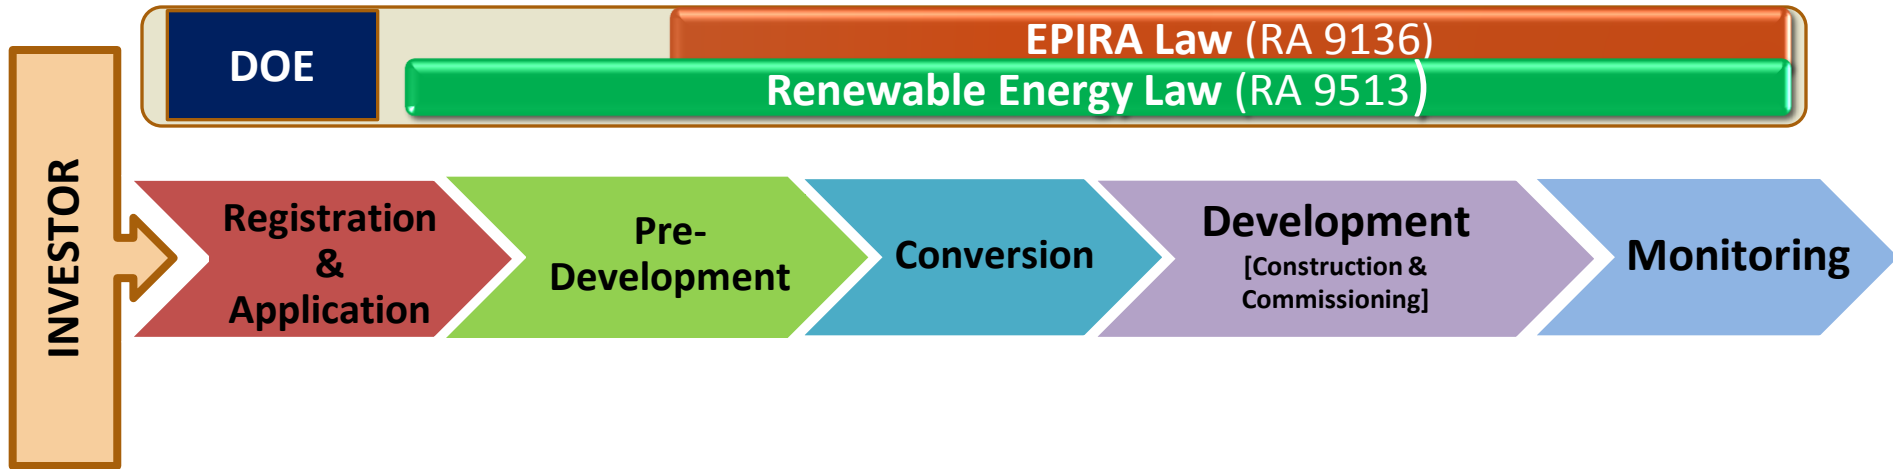 DOE
EPIRA Law (RA 9136)
Renewable Energy Law (RA 9513)
INVESTOR
Registration
&
Application
Pre-
Development
Conversion
Development
[Construction &
Commissioning]
Monitoring